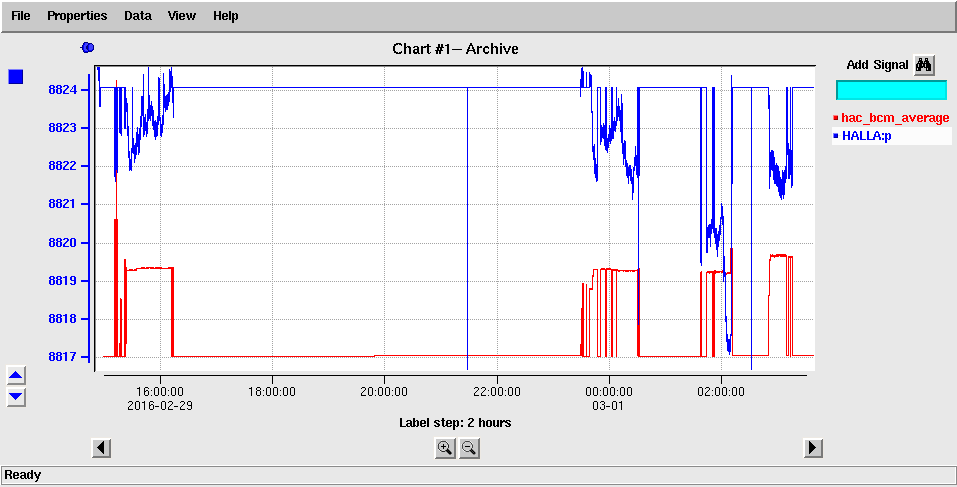 File Properties Data View Help
Chart #1— Archive
Add Signal
hac_bcm_average
HALLA:p
8824
8823
8822
8821
8820
8819
8818
8817
16:00:00 18:00:00 20:00:00 22:00:00 00:00:00 02:00:00
2016-02-29 03-01
Label step: 2 hours
Ready